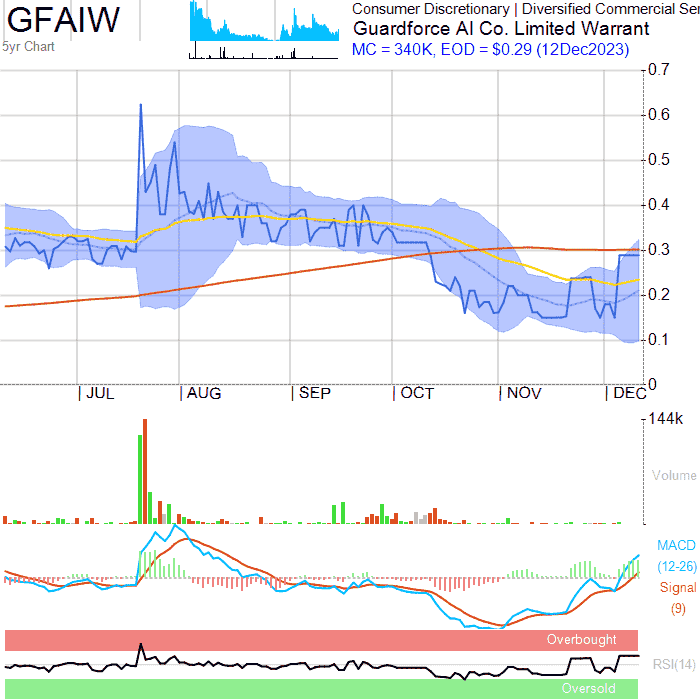 GFAIW
5yr Chart
Consumer Discretionary | Diversified Commercial Ser
Guardforce AI Co. Limited Warrant
MC = 340K, EOD = $0.29 (12Dec2023)
0.7
0.6
0.5
0.4
0.3
0.2
0.1
0
| JUL | AUG | SEP | OCT | NOV | DEC
144k
Volume
MACD
(12-26)
Signal
(9)
Overbought
RSI(14)
Oversold